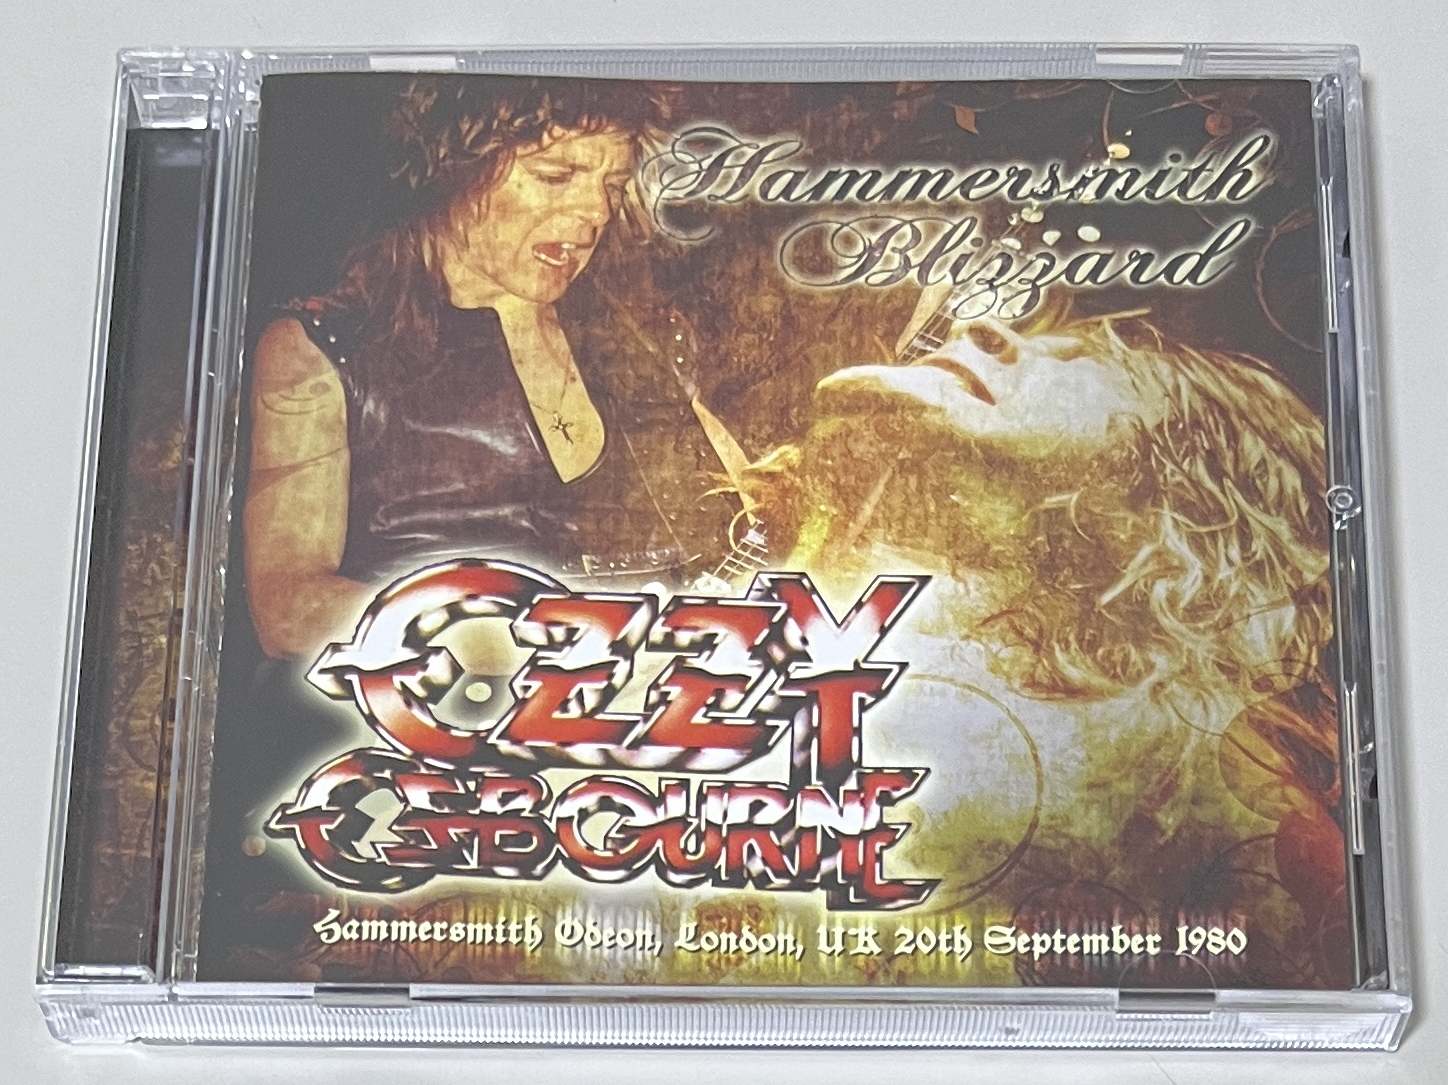 Hammersmith
Blizzard
OZZY
OSBOURNE
Hammersmith Odeon, London, UK 20th September 1980